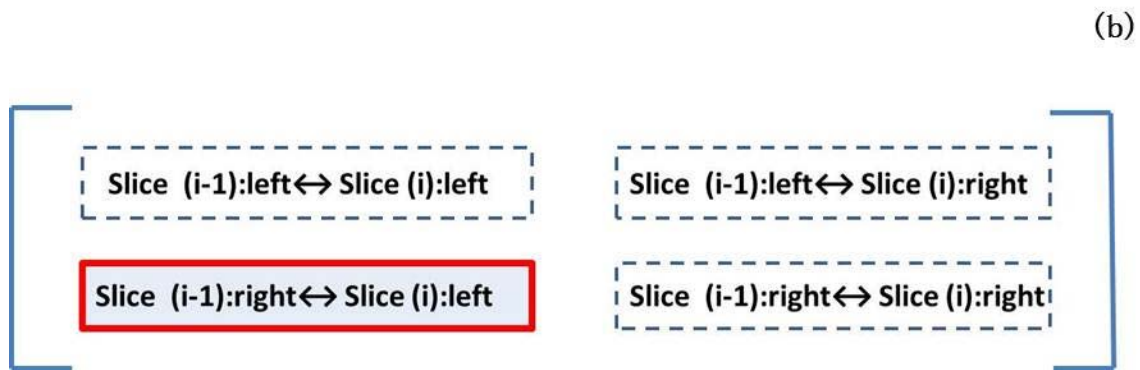 (b)
Slice (i-1):left↔ Slice (i):left
Slice (i-1):left↔ Slice (i):right
Slice (i-1):right↔ Slice (i):left
Slice (i-1):right↔ Slice (i):right